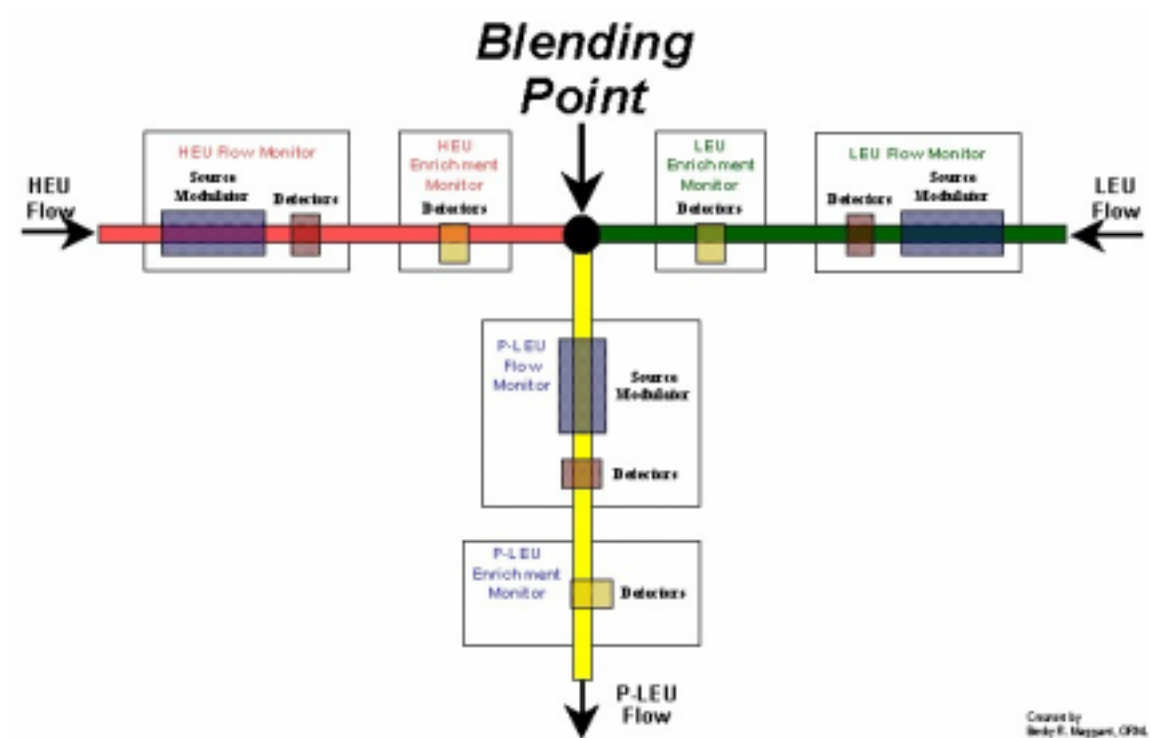 Blending
Point
HEU Flow Monitor
Source
Modulator
Detectors
HEU
Enrichment
Monitor
Detectors
LEU
Enrichment
Monitor
Detectors
LEU Flow Monitor
Detectors
Source
Modulator
HEU
Flow
LEU
Flow
P-LEU
Flow
Monitor
Source
Modulator
Detectors
P-LEU
Enrichment
Monitor
Detectors
P-LEU
Flow
Created by